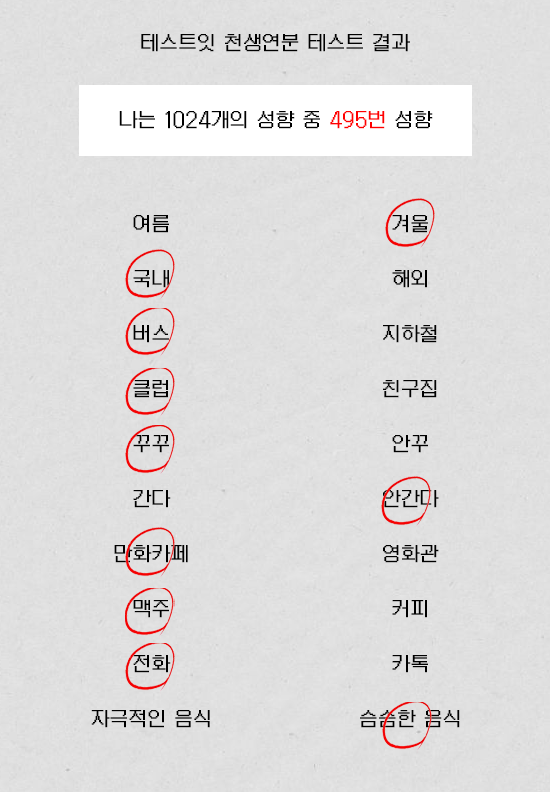 테스트잇 천생연분 테스트 결과
나는 1024개의 성향 중 495번 성향
여름 겨울
국내 해외
버스 지하철
클럽 친구집
꾸꾸 안꾸
간다 안간다
만화카페 영화관
맥주 커피
전화 카톡
자극적인 음식 슴슴한 음식